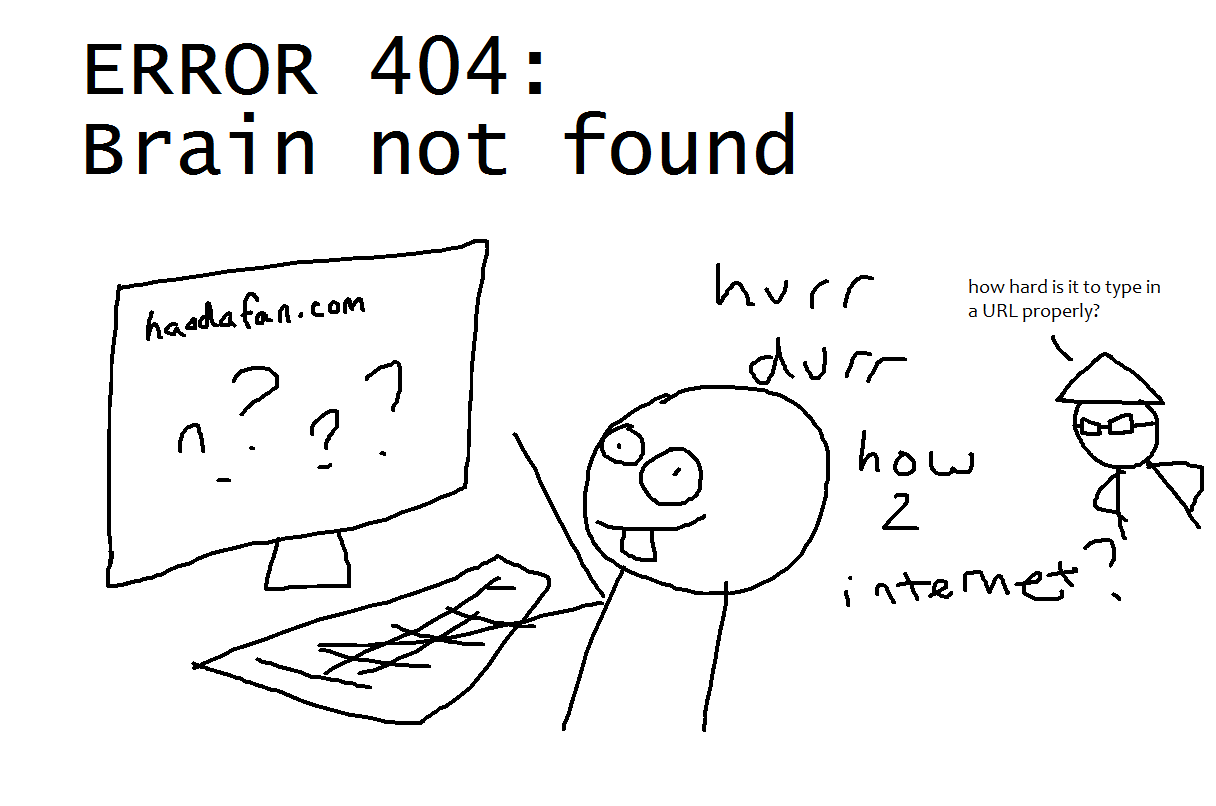 ERROR 404:
Brain not found
haadafan.com
? ? ?
hurr
durr
how
2
internet?
how hard is it to type in
a URL properly?